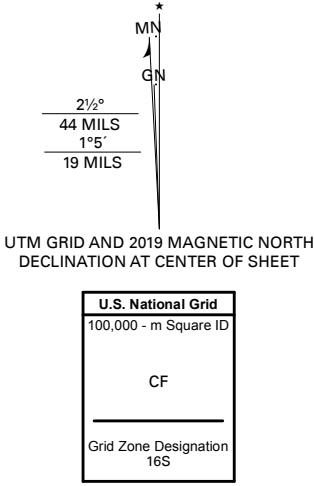 ★
MN
GN
2½°
44 MILS
1°5´
19 MILS
UTM GRID AND 2019 MAGNETIC NORTH
DECLINATION AT CENTER OF SHEET
U.S. National Grid
100,000 - m Square ID
CF
Grid Zone Designation
16S